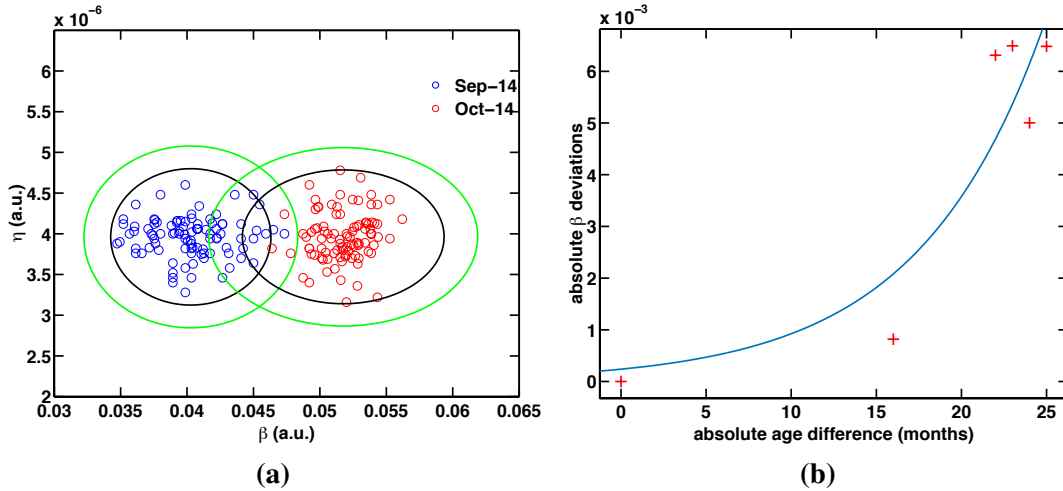 x 10⁻⁶
6
5.5
5
4.5
4
3.5
3
2.5
2
0.03 0.035 0.04 0.045 0.05 0.055 0.06 0.065
η (a.u.)
β (a.u.)
Sep−14
Oct−14
(a)
x 10⁻³
6
5
4
3
2
1
0
0 5 10 15 20 25
absolute β deviations
absolute age difference (months)
(b)